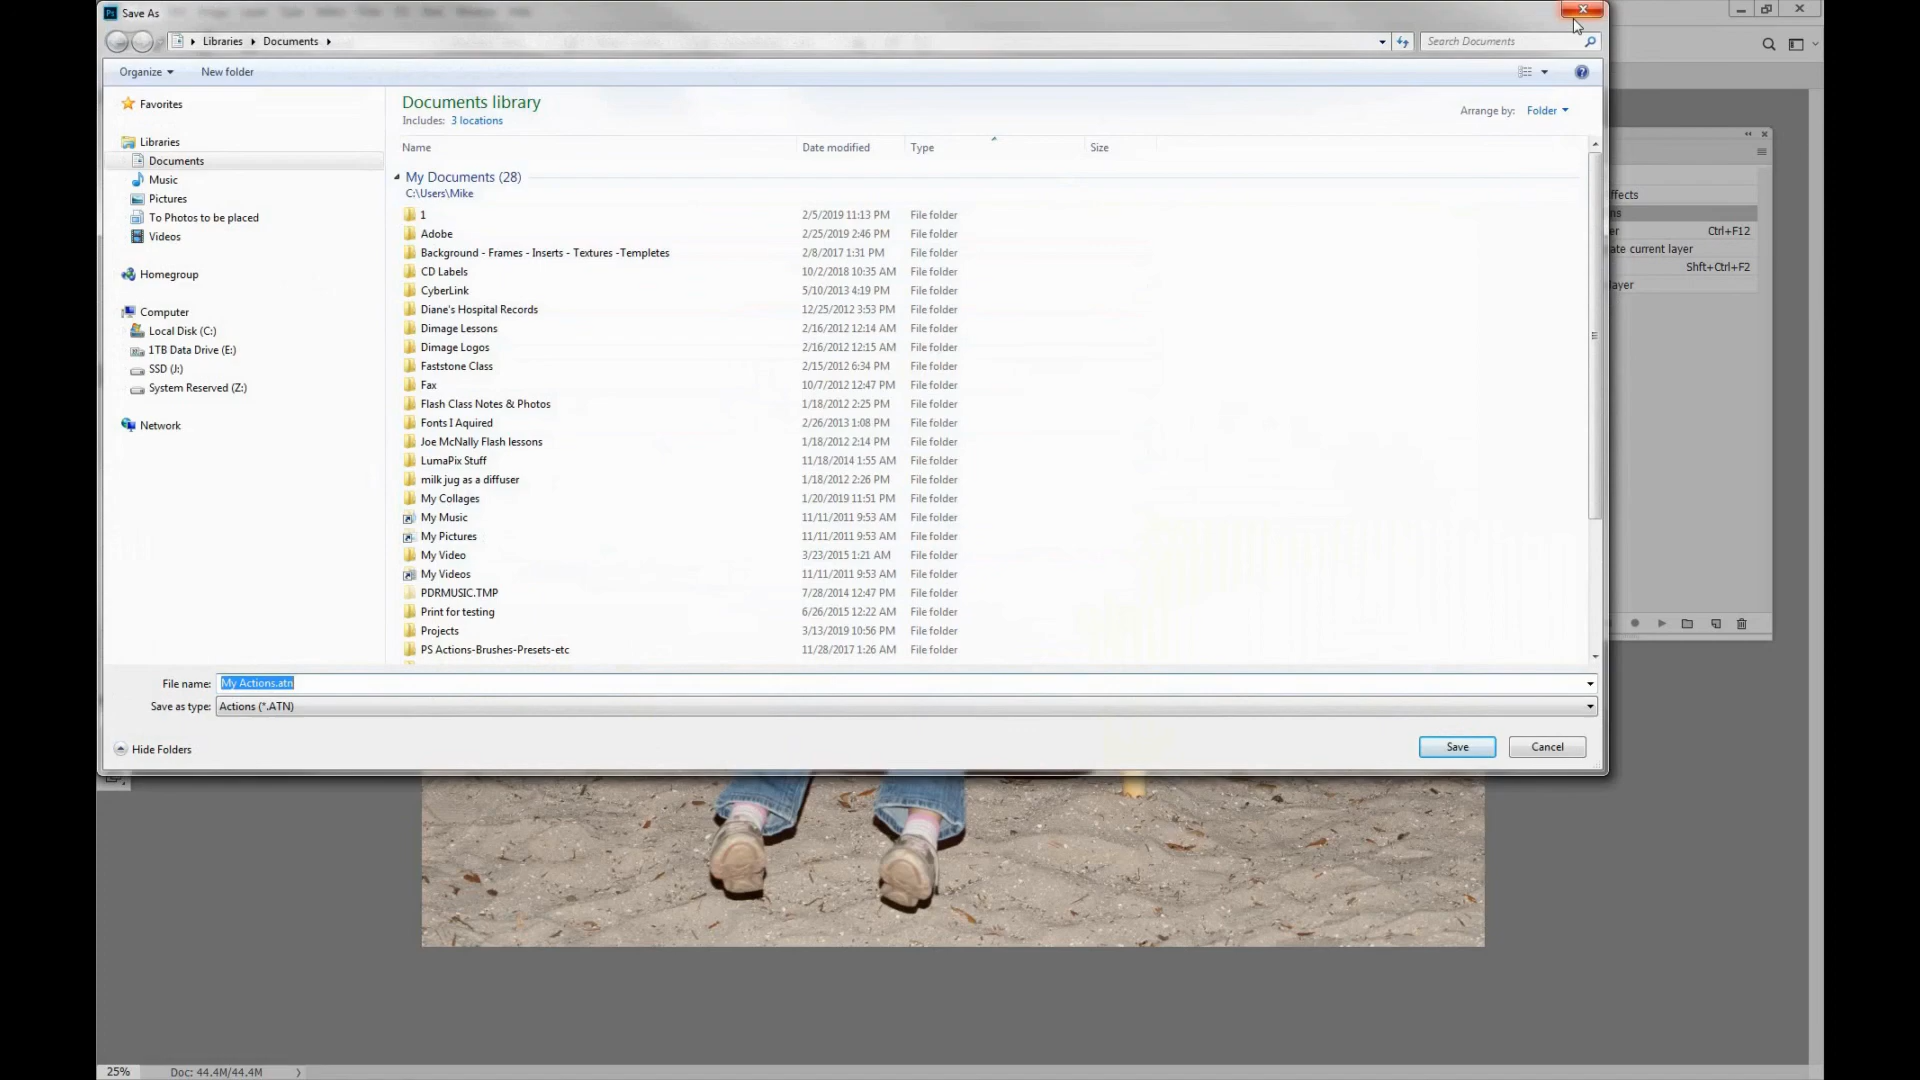 Save As
Libraries Documents
Search Documents
Organize New folder
Favorites
Libraries
Documents
Music
Pictures
To Photos to be placed
Videos
Homegroup
Computer
Local Disk (C:)
1TB Data Drive (E:)
SSD (J:)
System Reserved (Z:)
Network
Documents library
Includes: 3 locations
Arrange by: Folder
Name Date modified Type Size
My Documents (28)
C:\Users\Mike
1 2/5/2019 11:13 PM File folder
Adobe 2/25/2019 2:46 PM File folder
Background - Frames - Inserts - Textures -Templetes 2/8/2017 1:31 PM File folder
CD Labels 10/2/2018 10:35 AM File folder
CyberLink 5/10/2013 4:19 PM File folder
Diane's Hospital Records 12/25/2012 3:53 PM File folder
Dimage Lessons 2/16/2012 12:14 AM File folder
Dimage Logos 2/16/2012 12:15 AM File folder
Faststone Class 2/15/2012 6:34 PM File folder
Fax 10/7/2012 12:47 PM File folder
Flash Class Notes & Photos 1/18/2012 2:25 PM File folder
Fonts I Aquired 2/26/2013 1:08 PM File folder
Joe McNally Flash lessons 1/18/2012 2:14 PM File folder
LumaPix Stuff 11/18/2014 1:55 AM File folder
milk jug as a diffuser 1/18/2012 2:26 PM File folder
My Collages 1/20/2019 11:51 PM File folder
My Music 11/11/2011 9:53 AM File folder
My Pictures 11/11/2011 9:53 AM File folder
My Video 3/23/2015 1:21 AM File folder
My Videos 11/11/2011 9:53 AM File folder
PDRMUSIC.TMP 7/28/2014 12:47 PM File folder
Print for testing 6/26/2015 12:22 AM File folder
Projects 3/13/2019 10:56 PM File folder
PS Actions-Brushes-Presets-etc 11/28/2017 1:26 AM File folder
File name: My Actions.atn
Save as type: Actions (*.ATN)
Hide Folders
Save Cancel
ffects
ns
er Ctrl+F12
ate current layer
Shft+Ctrl+F2
layer
25% Doc: 44.4M/44.4M